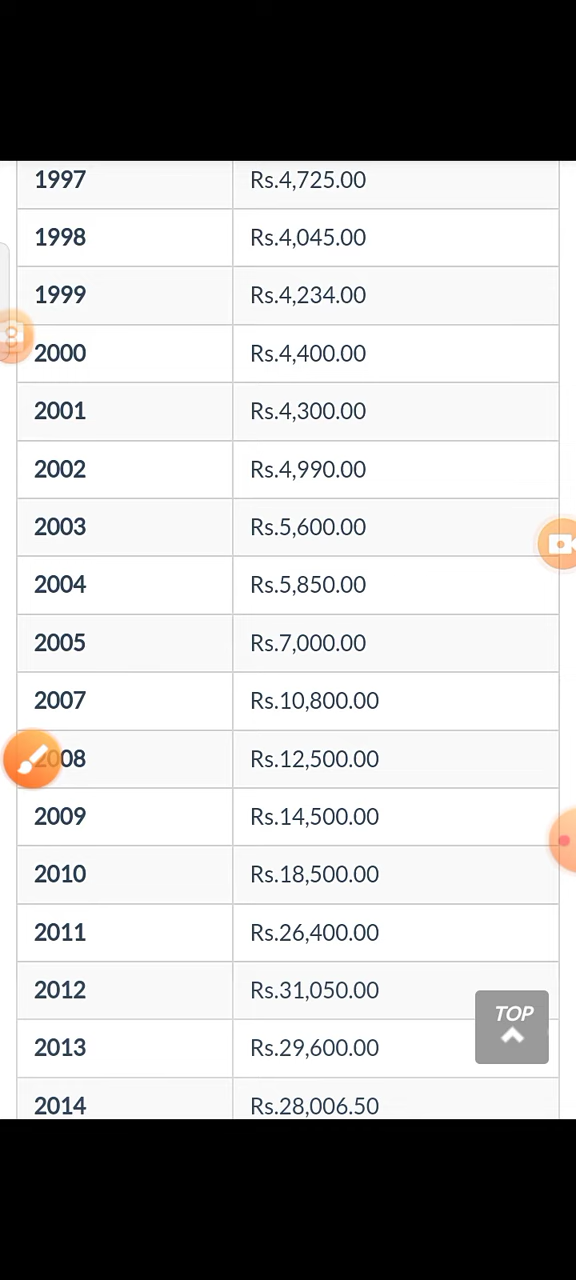 1997 Rs.4,725.00
1998 Rs.4,045.00
1999 Rs.4,234.00
2000 Rs.4,400.00
2001 Rs.4,300.00
2002 Rs.4,990.00
2003 Rs.5,600.00
2004 Rs.5,850.00
2005 Rs.7,000.00
2007 Rs.10,800.00
2008 Rs.12,500.00
2009 Rs.14,500.00
2010 Rs.18,500.00
2011 Rs.26,400.00
2012 Rs.31,050.00
TOP
2013 Rs.29,600.00
2014 Rs.28,006.50